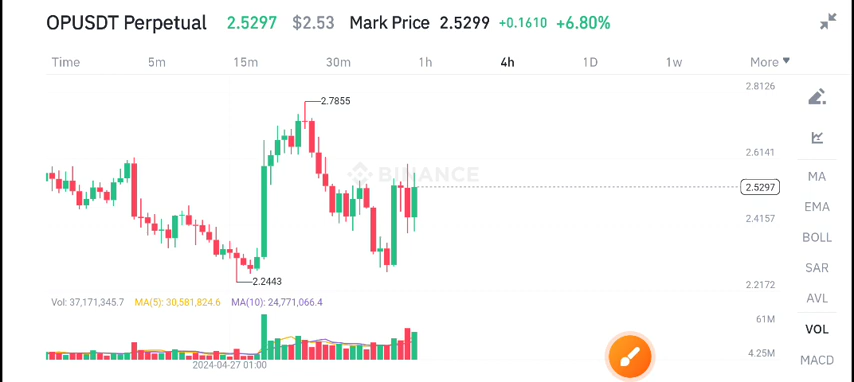 OPUSDT Perpetual 2.5297 $2.53 Mark Price 2.5299 +0.1610 +6.80%
Time 5m 15m 30m 1h 4h 1D 1w More
2.8126
2.7855
2.6141
BINANCE
MA
2.5297
EMA
2.4157
BOLL
SAR
2.2443
2.2172
Vol: 37,171,345.7 MA(5): 30,581,824.6 MA(10): 24,771,066.4
AVL
61M
VOL
4.25M
MACD
2024-04-27 01:00